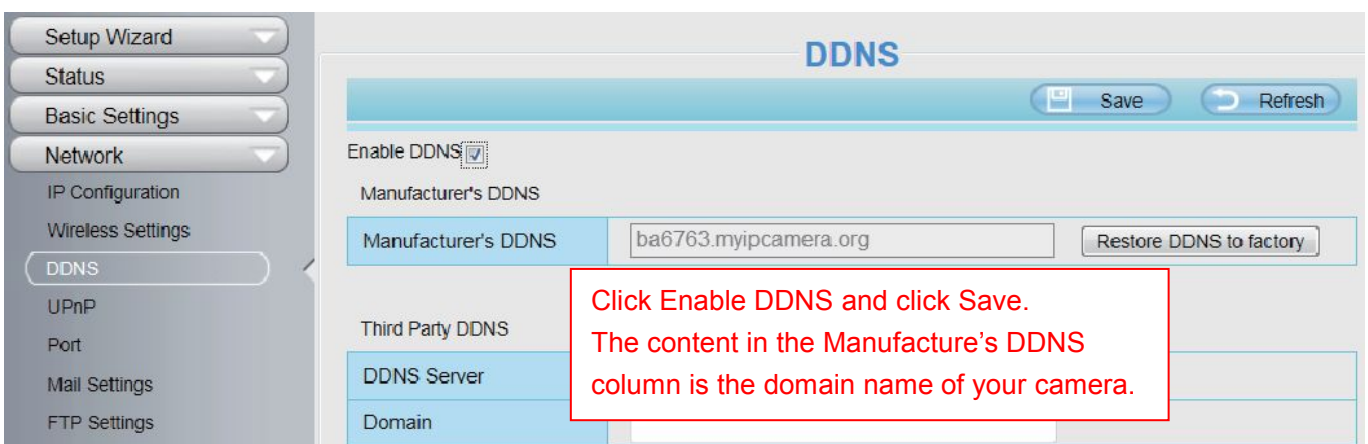 Setup Wizard
Status
Basic Settings
Network
IP Configuration
Wireless Settings
DDNS
UPnP
Port
Mail Settings
FTP Settings
DDNS
Save
Refresh
Enable DDNS
Manufacturer's DDNS
Manufacturer's DDNS
ba6763.myipcamera.org
Restore DDNS to factory
Third Party DDNS
DDNS Server
Domain
Click Enable DDNS and click Save.
The content in the Manufacture’s DDNS
column is the domain name of your camera.